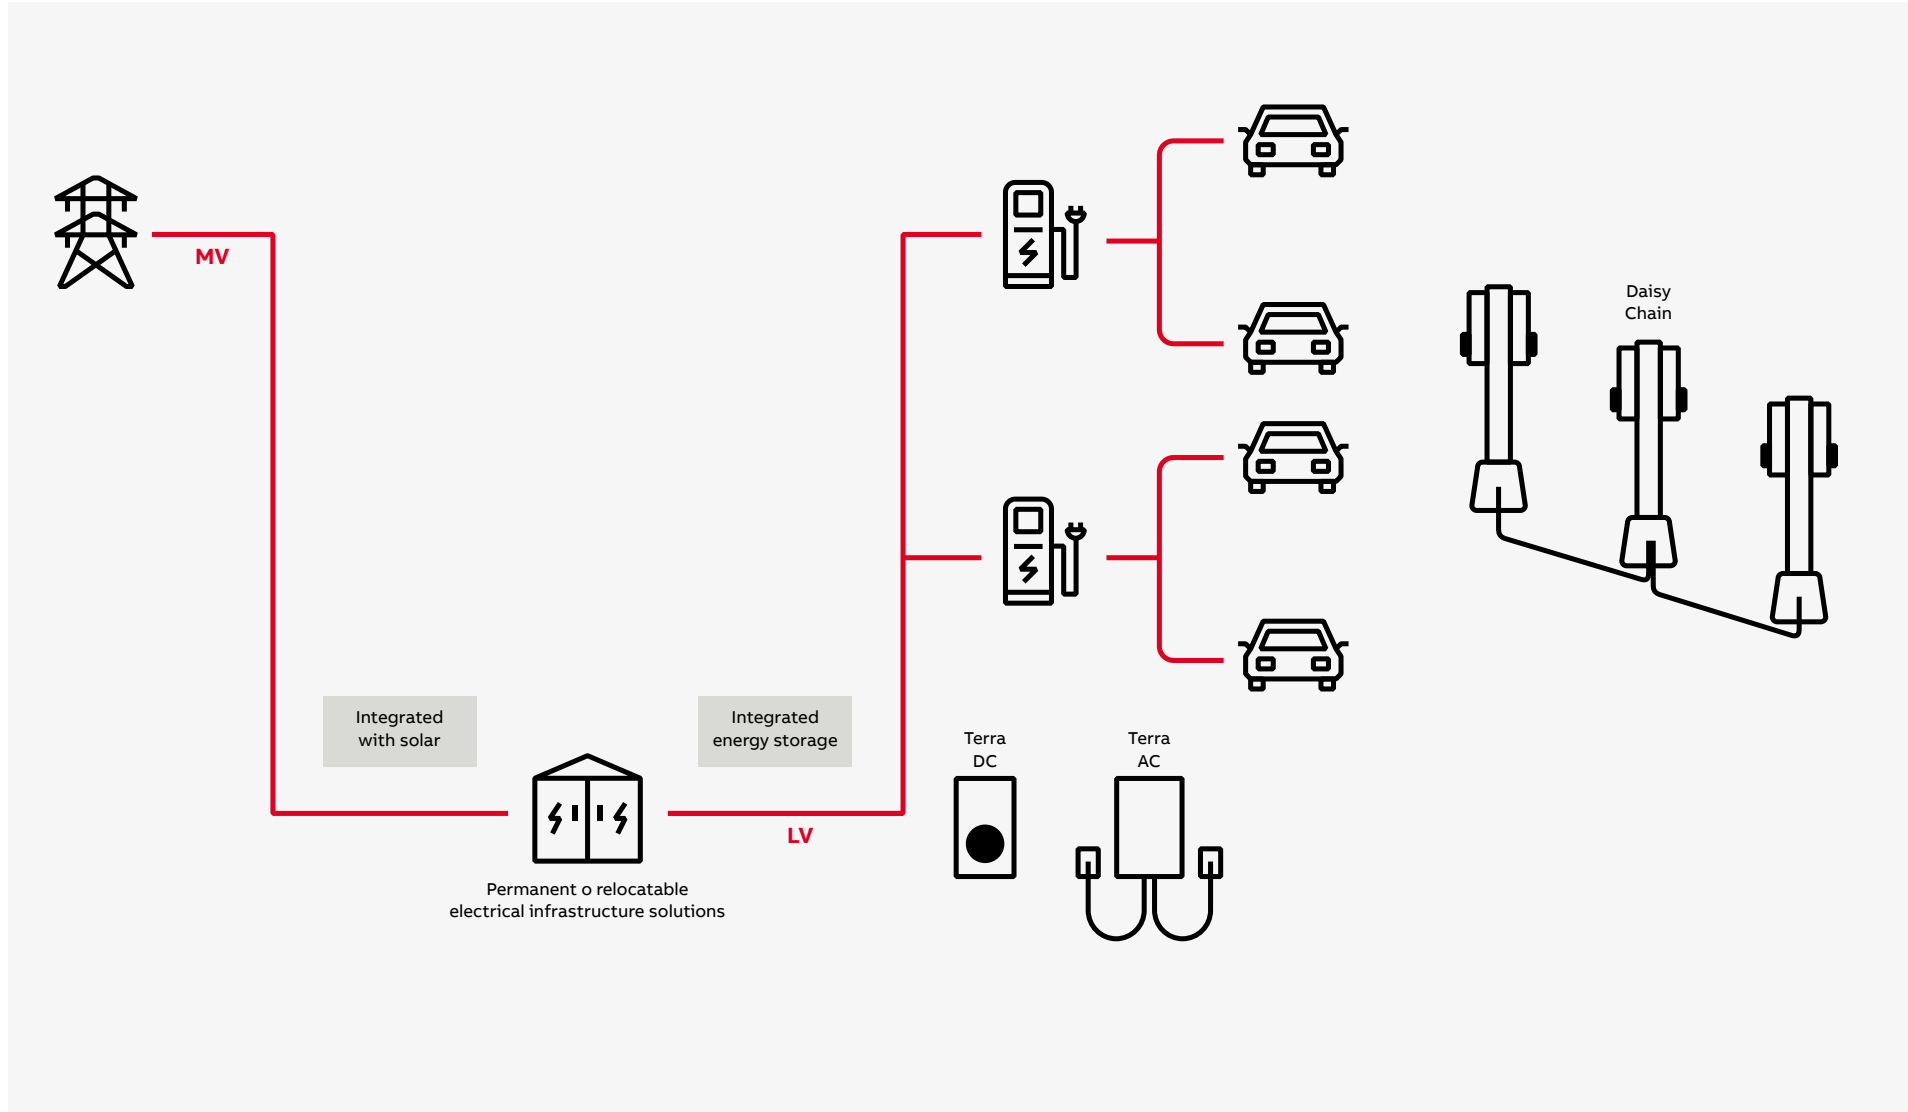 MV
Daisy
Chain
Integrated
with solar
Integrated
energy storage
Terra
DC
Terra
AC
LV
Permanent o relocatable
electrical infrastructure solutions